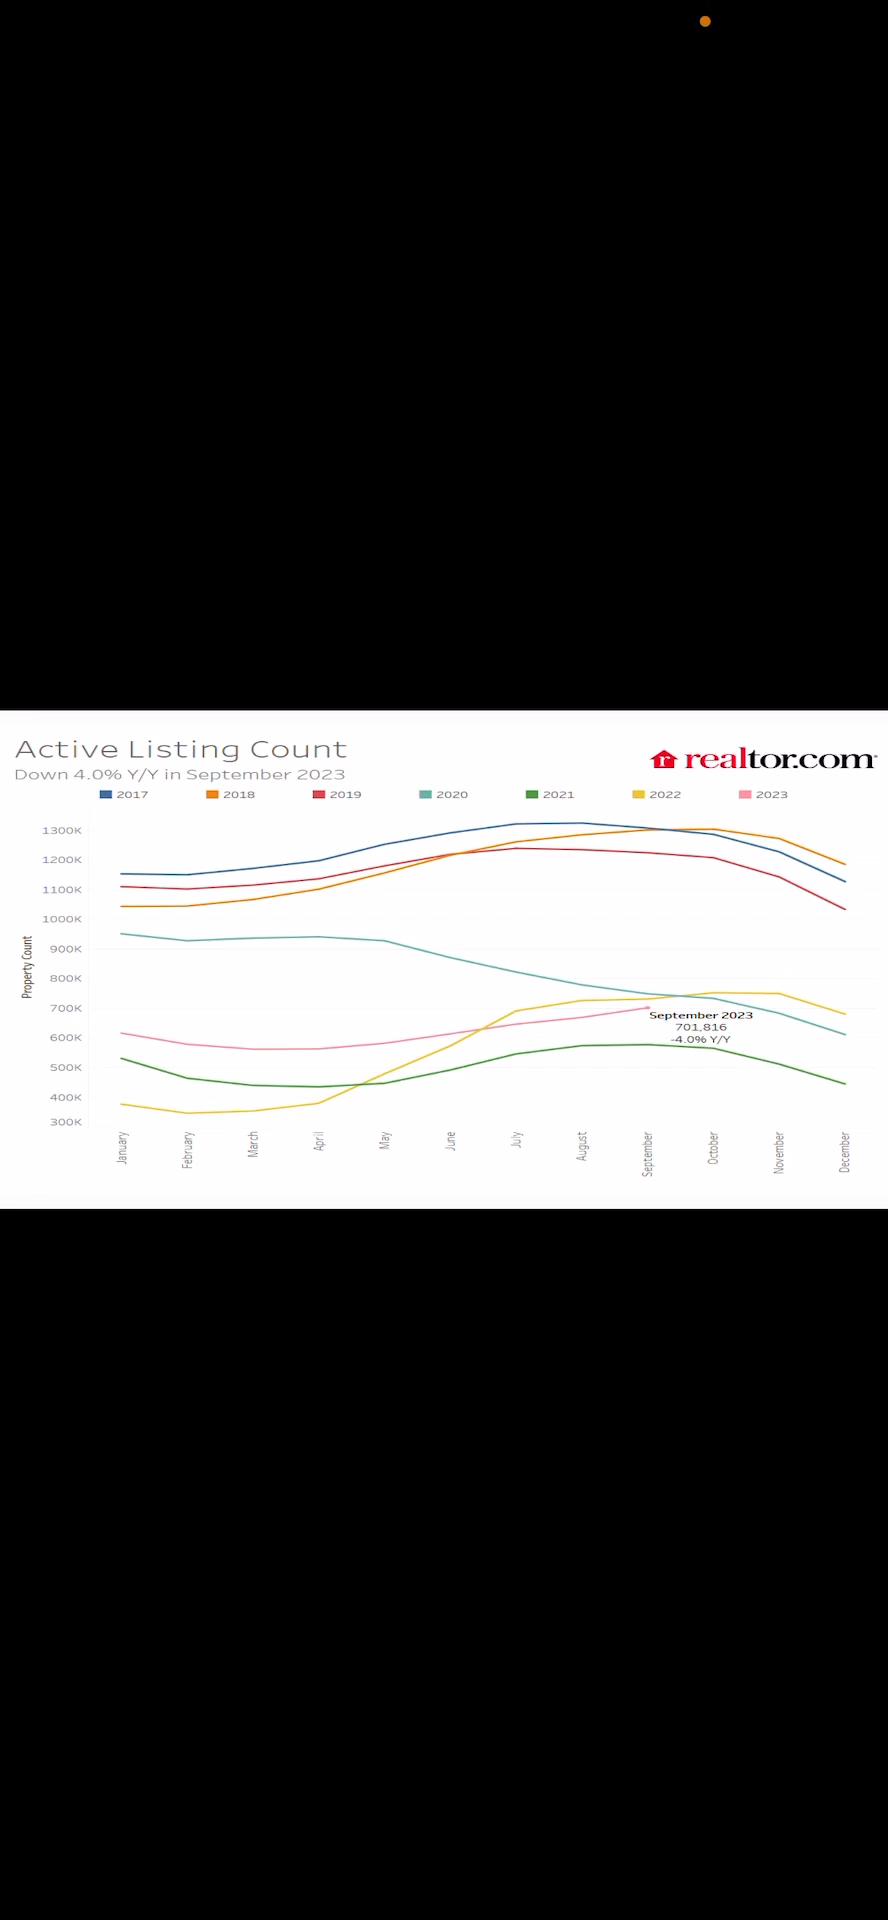 Active Listing Count
realtor.com
Down 4.0% Y/Y in September 2023
2017 2018 2019 2020 2021 2022 2023
1300K
1200K
1100K
1000K
900K
800K
700K
600K
500K
400K
300K
Property Count
September 2023
701,816
-4.0% Y/Y
January February March April May June July August September October November December